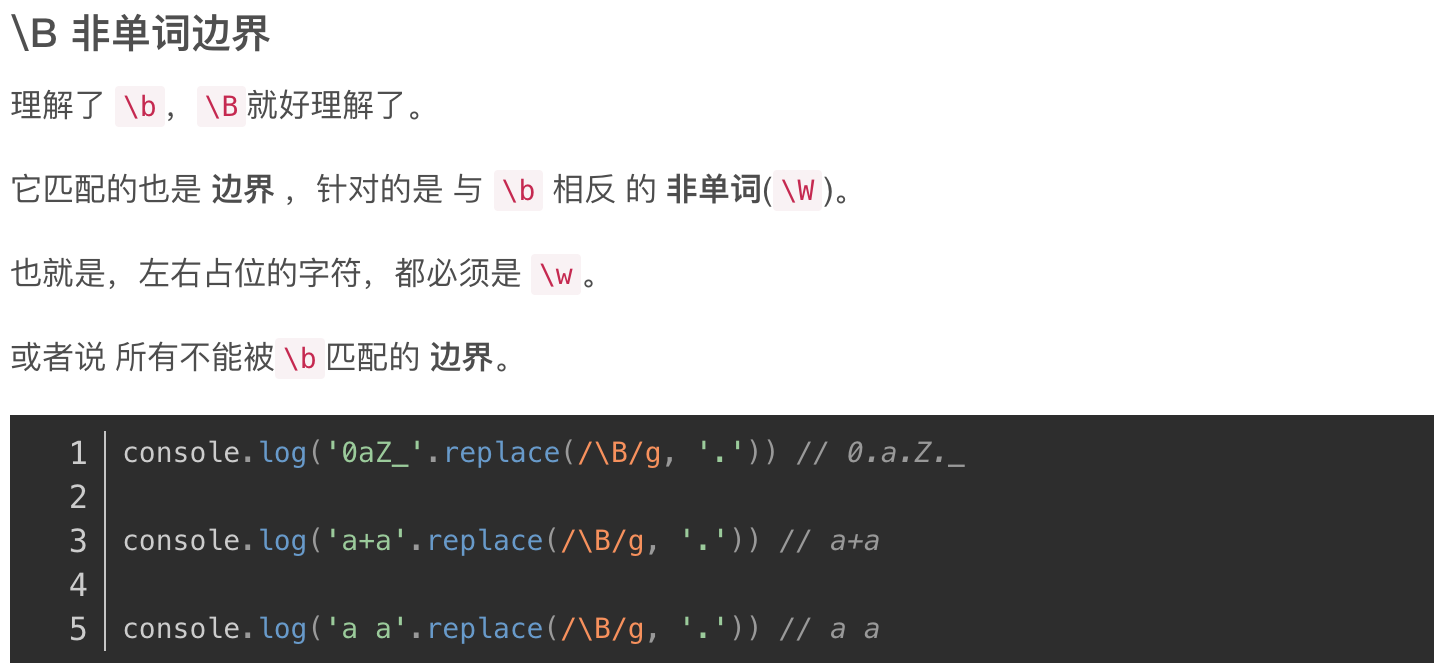 \B 非单词边界
理解了 \b，\B就好理解了。
它匹配的也是 边界 ，针对的是 与 \b 相反 的 非单词(\W)。
也就是，左右占位的字符，都必须是 \w 。
或者说 所有不能被\b匹配的 边界。
1 console.log('0aZ_'.replace(/\B/g, '.')) // 0.a.Z._
2
3 console.log('a+a'.replace(/\B/g, '.')) // a+a
4
5 console.log('a a'.replace(/\B/g, '.')) // a a